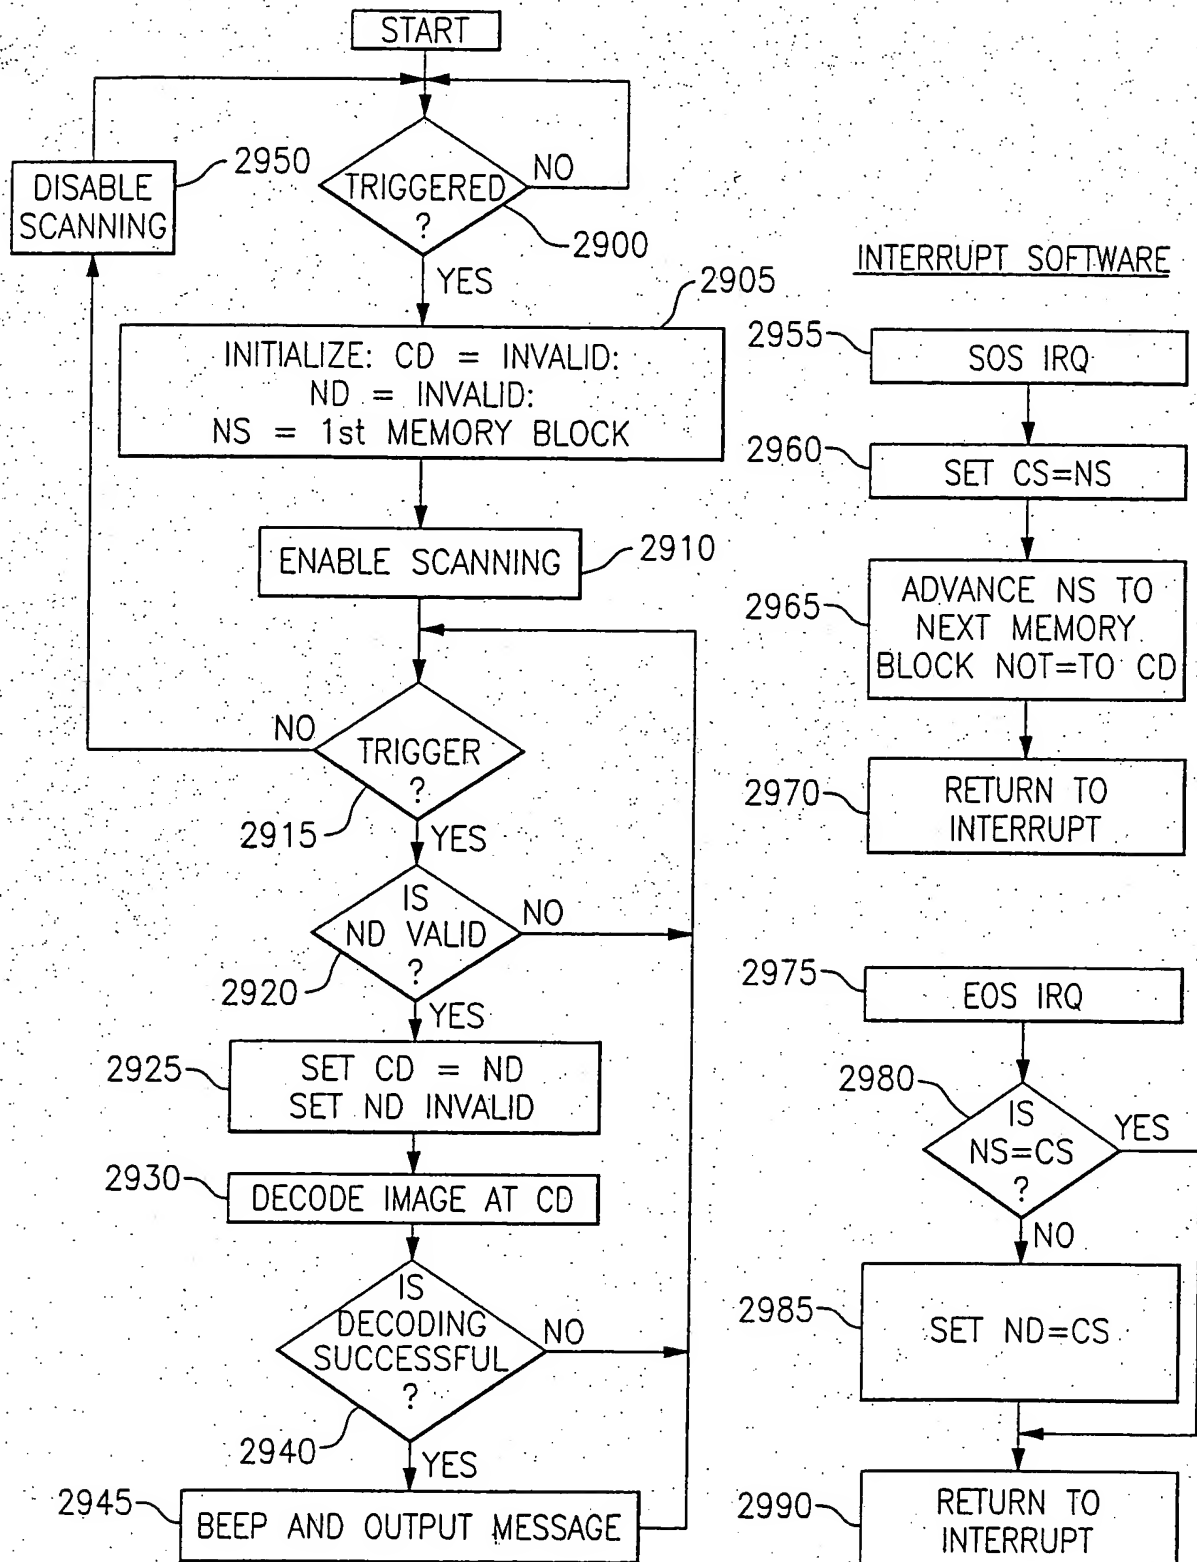 START
2950
DISABLE
SCANNING
TRIGGERED
?
NO
2900
YES
2905
INITIALIZE: CD = INVALID:
ND = INVALID:
NS = 1st MEMORY BLOCK
ENABLE SCANNING
2910
NO
TRIGGER
?
2915
YES
IS
ND VALID
?
NO
2920
YES
2925
SET CD = ND
SET ND INVALID
2930
DECODE IMAGE AT CD
IS
DECODING
SUCCESSFUL
?
NO
2940
YES
2945
BEEP AND OUTPUT MESSAGE
INTERRUPT SOFTWARE
2955
SOS IRQ
2960
SET CS=NS
2965
ADVANCE NS TO
NEXT MEMORY
BLOCK NOT=TO CD
2970
RETURN TO
INTERRUPT
2975
EOS IRQ
2980
IS
NS=CS
?
YES
NO
2985
SET ND=CS
2990
RETURN TO
INTERRUPT